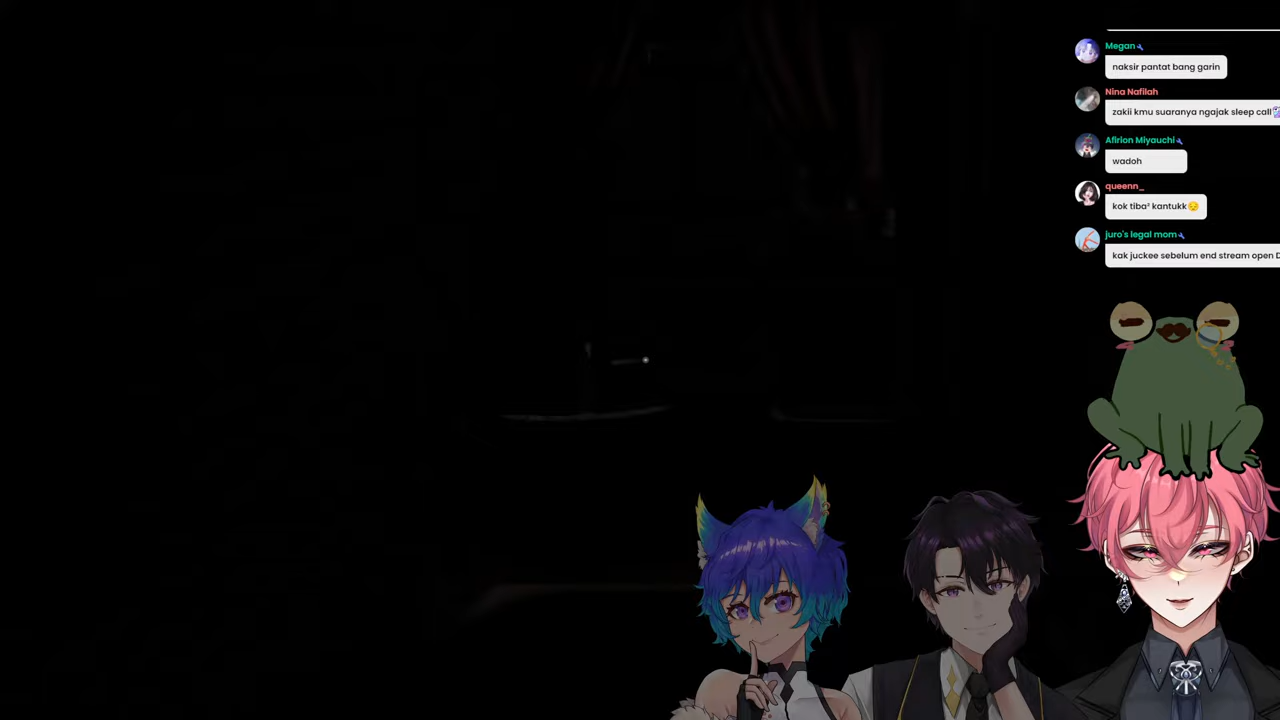 Megan
naksir pantat bang garin
Nina Nafilah
zakii kmu suaranya ngajak sleep call
Afirion Miyauchi
wadoh
queenn_
kok tiba² kantukk😔
juro's legal mom
kak juckee sebelum end stream open D